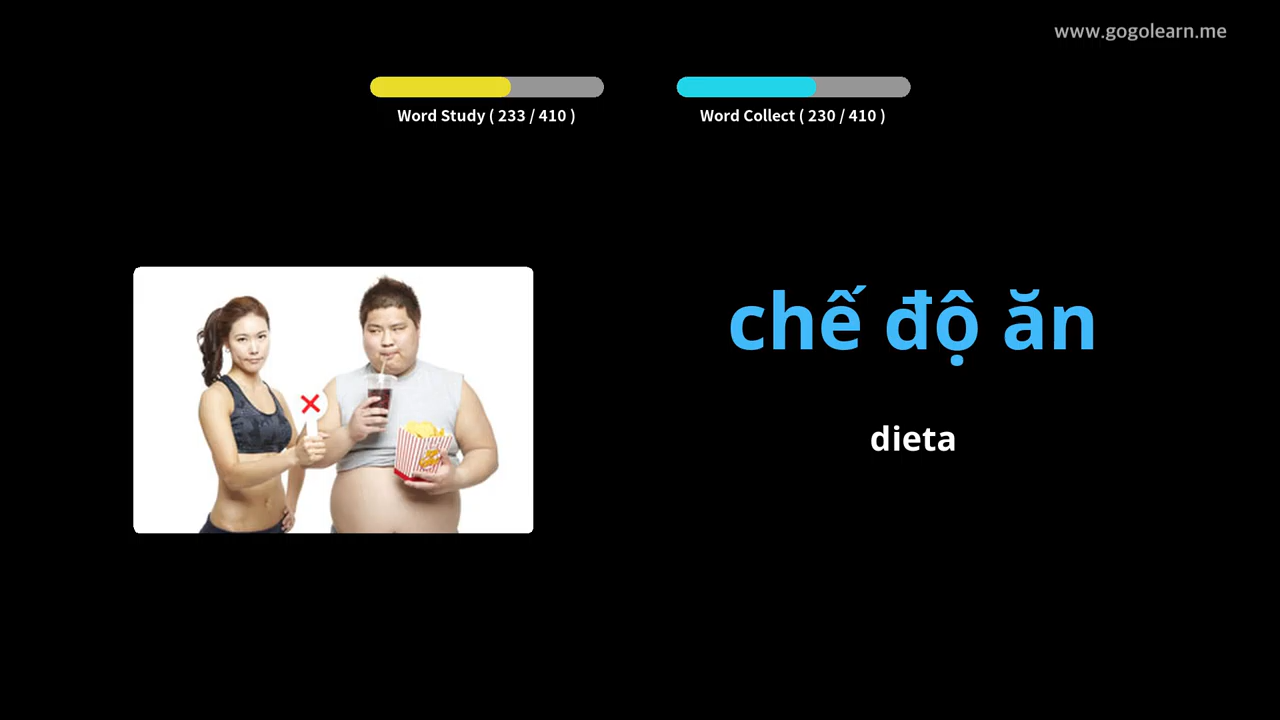 www.gogolearn.me
Word Study ( 233 / 410 )
Word Collect ( 230 / 410 )
chế độ ăn
dieta